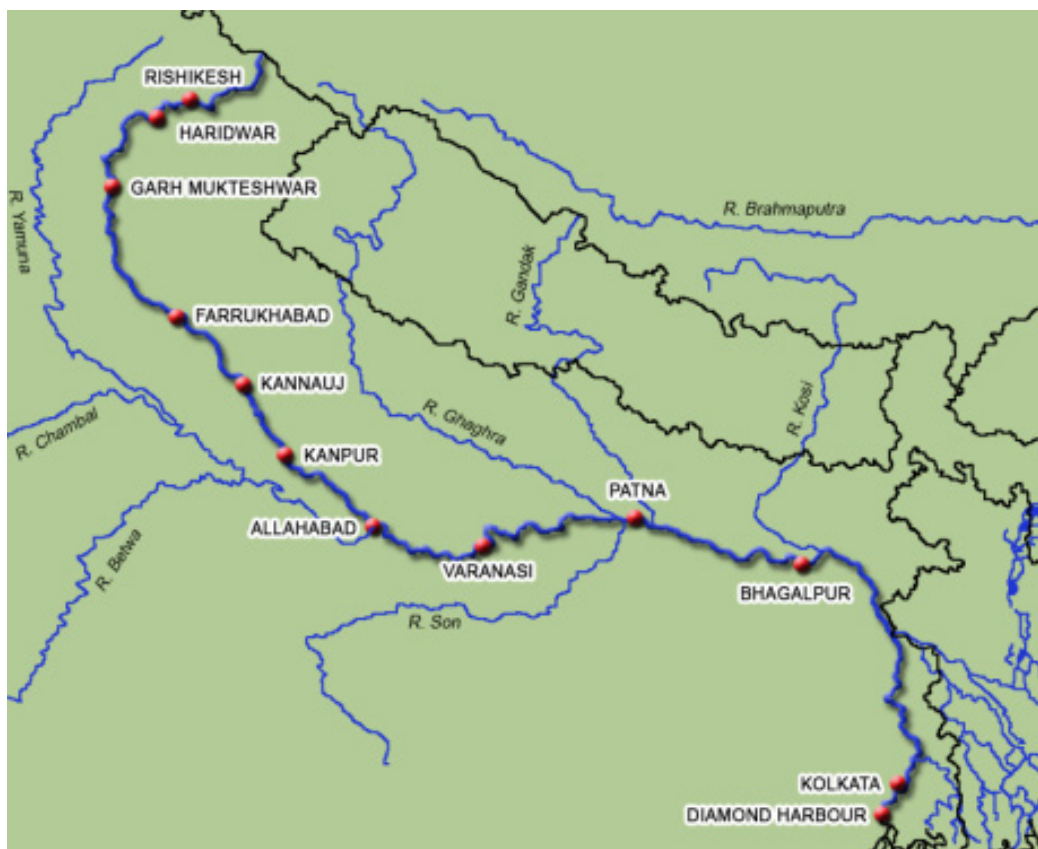 RISHIKESH
HARIDWAR
GARH MUKTESHWAR
R. Yamuna
R. Brahmaputra
R. Gandak
FARRUKHABAD
KANNAUJ
R. Chambal
R. Ghaghra
R. Kosi
KANPUR
PATNA
ALLAHABAD
R. Betwa
VARANASI
BHAGALPUR
R. Son
KOLKATA
DIAMOND HARBOUR